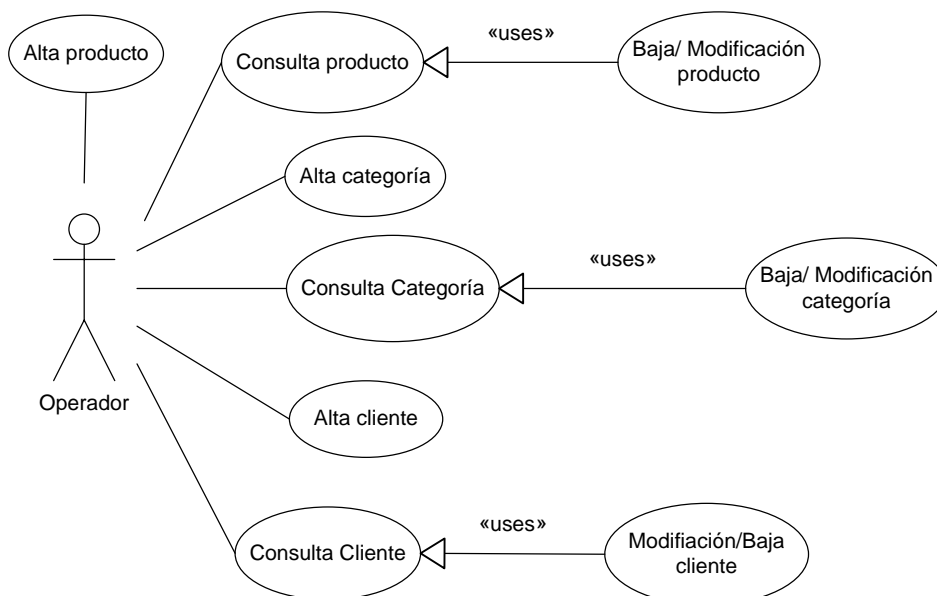 Alta producto
Consulta producto
«uses»
Baja/ Modificación
producto
Alta categoría
Consulta Categoría
«uses»
Baja/ Modificación
categoría
Operador
Alta cliente
Consulta Cliente
«uses»
Modifiación/Baja
cliente